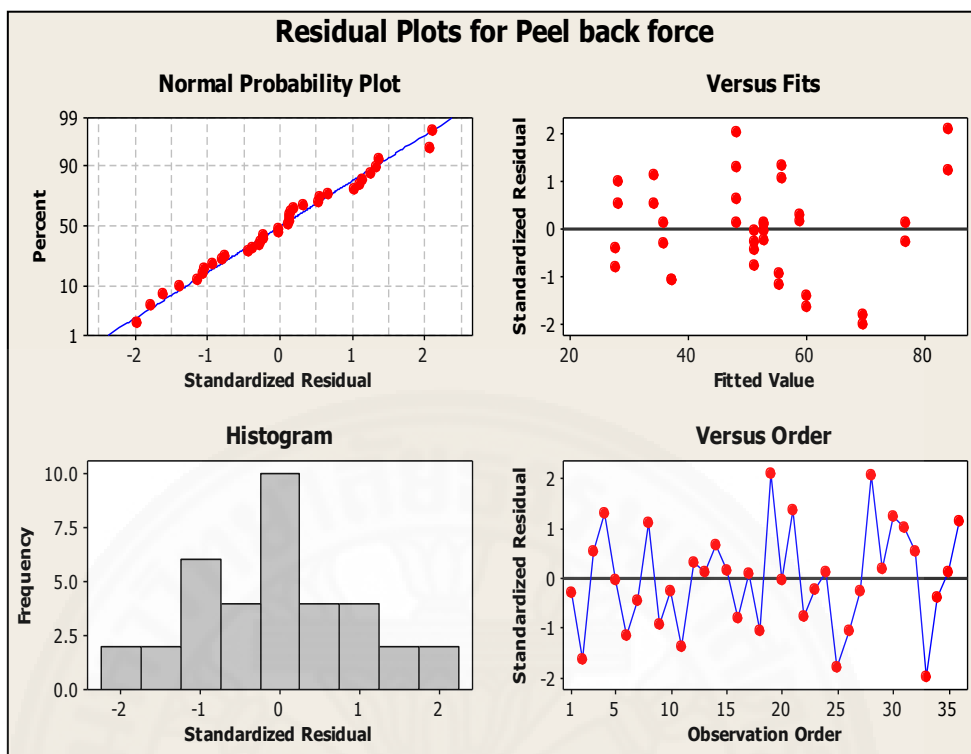 Residual Plots for Peel back force
Normal Probability Plot
Percent
99
90
50
10
1
-2 -1 0 1 2
Standardized Residual
Versus Fits
Standardized Residual
2
1
0
-1
-2
20 40 60 80
Fitted Value
Histogram
Frequency
10.0
7.5
5.0
2.5
0.0
-2 -1 0 1 2
Standardized Residual
Versus Order
Standardized Residual
2
1
0
-1
-2
1 5 10 15 20 25 30 35
Observation Order